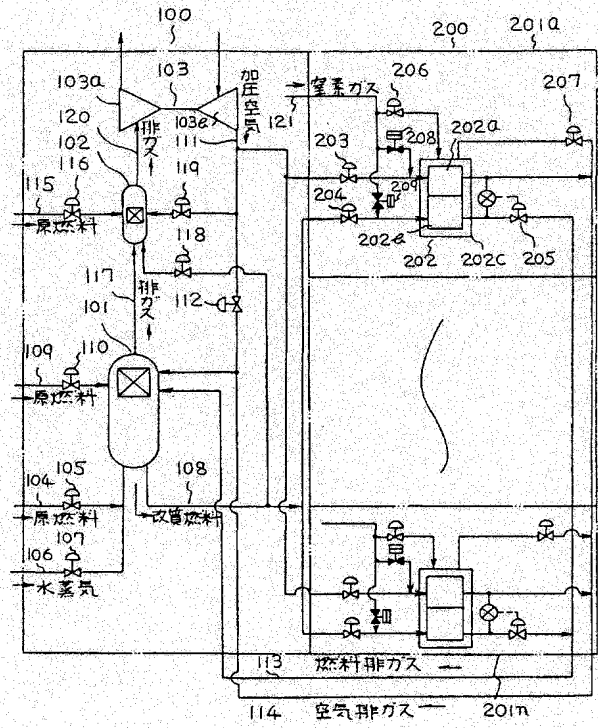 100
200
201a
103a
103
加圧空気
窒素ガス
206
207
120
排ガス
103e
121
208
202a
102
111
203
116
119
204
209
115
原燃料
118
202e
202
202c
205
117
排ガス
112
101
110
109
原燃料
105
108
104
原燃料
107
改質燃料
106
水蒸気
113
燃料排ガス
114
空気排ガス
201n